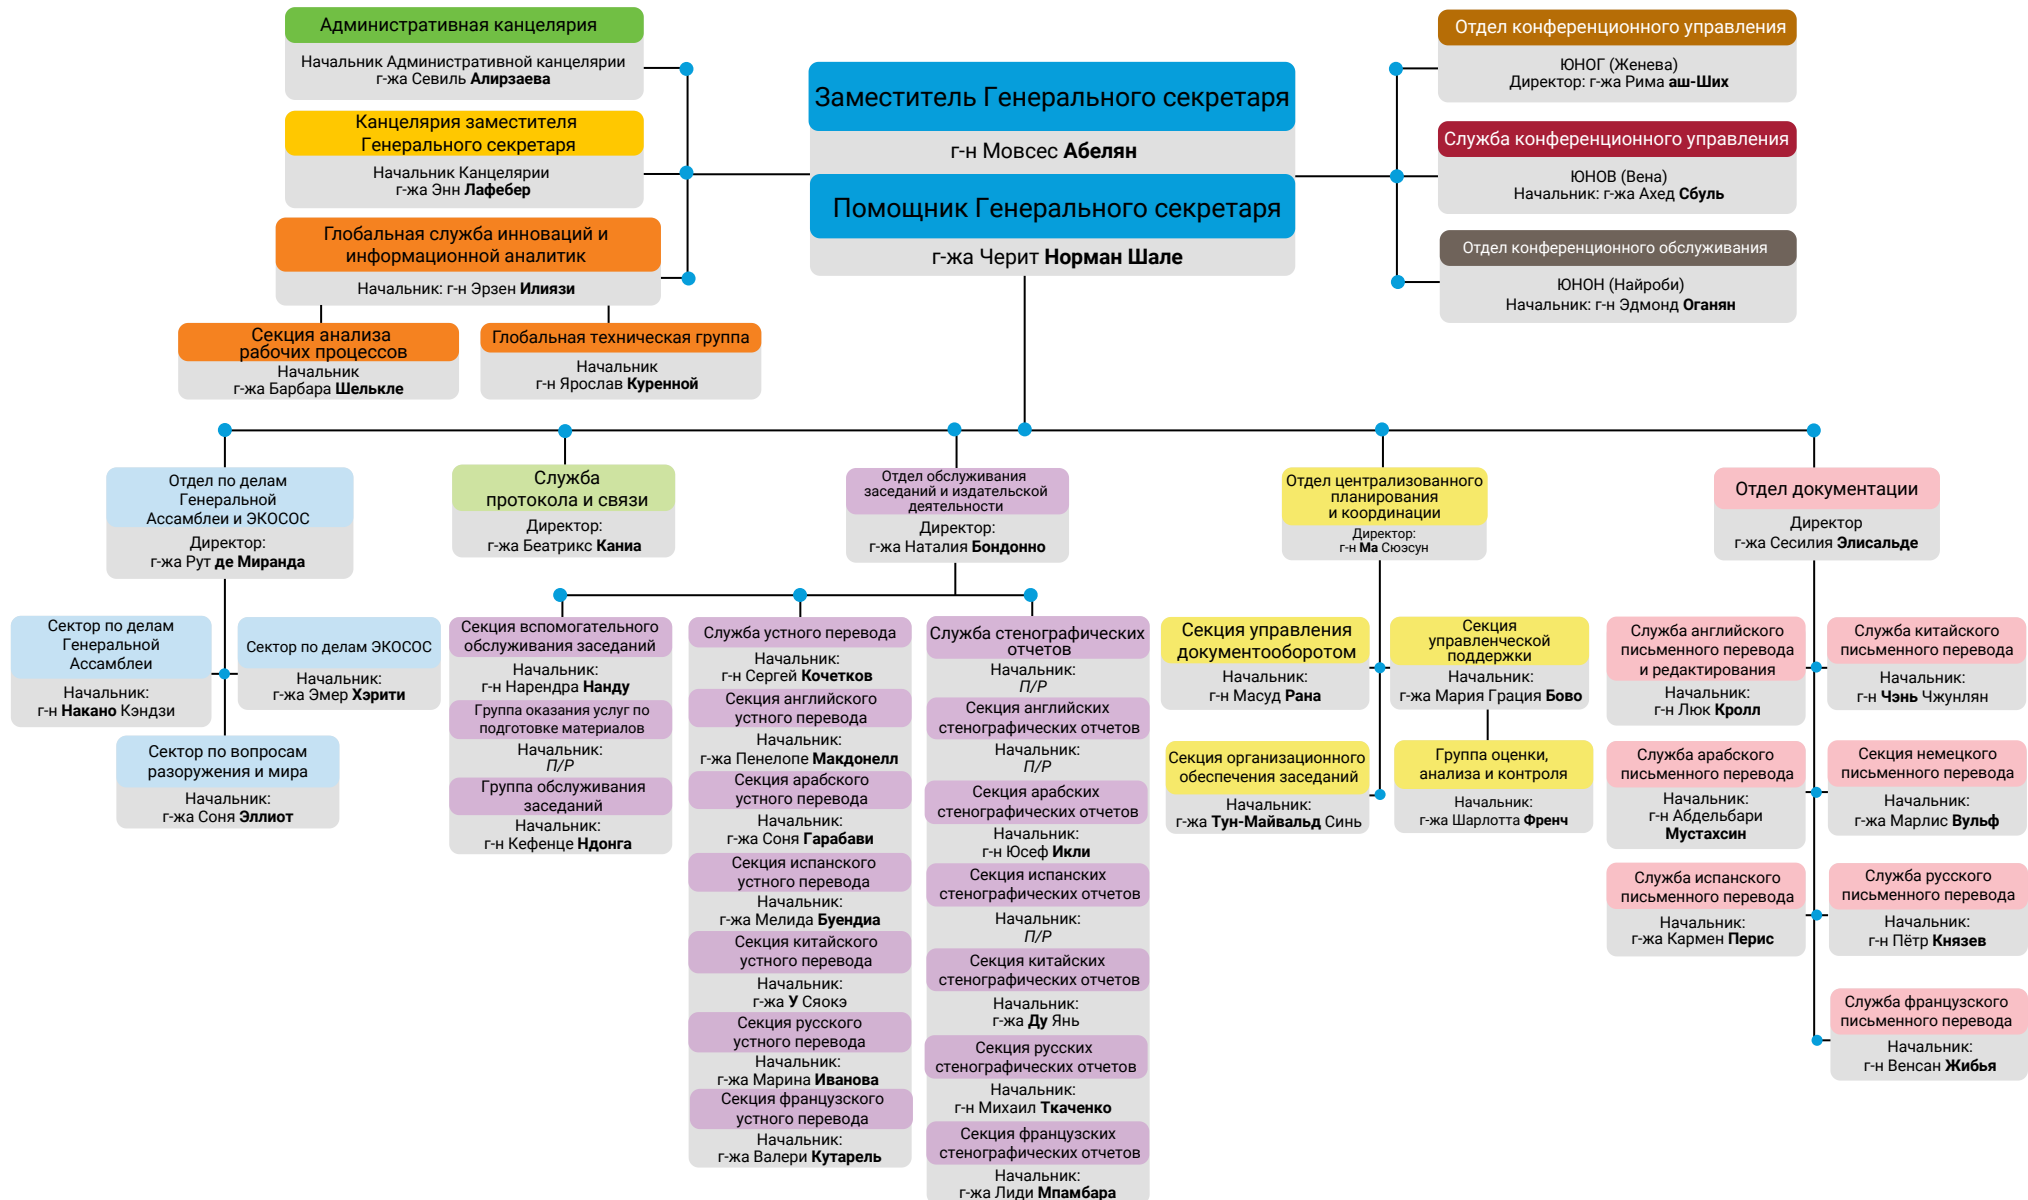 Административная канцелярия
Начальник Административной канцелярии
г-жа Севиль Алирзаева
Канцелярия заместителя
Генерального секретаря
Начальник Канцелярии
г-жа Энн Лафебер
Глобальная служба инноваций и
информационной аналитик
Начальник: г-н Эрзен Илиязи
Секция анализа
рабочих процессов
Начальник
г-жа Барбара Шелькле
Глобальная техническая группа
Начальник
г-н Ярослав Куренной
Заместитель Генерального секретаря
г-н Мовсес Абелян
Помощник Генерального секретаря
г-жа Черит Норман Шале
Отдел конференционного управления
ЮНОГ (Женева)
Директор: г-жа Рима аш-Ших
Служба конференционного управления
ЮНОВ (Вена)
Начальник: г-жа Ахед Сбуль
Отдел конференционного обслуживания
ЮНОН (Найроби)
Начальник: г-н Эдмонд Оганян
Отдел по делам
Генеральной
Ассамблеи и ЭКОСОС
Директор:
г-жа Рут де Миранда
Сектор по делам
Генеральной
Ассамблеи
Начальник:
г-н Накано Кэндзи
Сектор по делам ЭКОСОС
Начальник:
г-жа Эмер Хэрити
Сектор по вопросам
разоружения и мира
Начальник:
г-жа Соня Эллиот
Служба
протокола и связи
Директор:
г-жа Беатрикс Каниа
Отдел обслуживания
заседаний и издательской
деятельности
Директор:
г-жа Наталия Бондонно
Секция вспомогательного
обслуживания заседаний
Начальник:
г-н Нарендра Нанду
Группа оказания услуг по
подготовке материалов
Начальник:
П/Р
Группа обслуживания
заседаний
Начальник:
г-н Кефенце Ндонга
Служба устного перевода
Начальник:
г-н Сергей Кочетков
Секция английского
устного перевода
Начальник:
г-жа Пенелопе Макдонелл
Секция арабского
устного перевода
Начальник:
г-жа Соня Гарабави
Секция испанского
устного перевода
Начальник:
г-жа Мелида Буендиа
Секция китайского
устного перевода
Начальник:
г-жа У Сяокэ
Секция русского
устного перевода
Начальник:
г-жа Марина Иванова
Секция французского
устного перевода
Начальник:
г-жа Валери Кутарель
Служба стенографических
отчетов
Начальник:
П/Р
Секция английских
стенографических отчетов
Начальник:
П/Р
Секция арабских
стенографических отчетов
Начальник:
г-н Юсеф Икли
Секция испанских
стенографических отчетов
Начальник:
П/Р
Секция китайских
стенографических отчетов
Начальник:
г-жа Ду Янь
Секция русских
стенографических отчетов
Начальник:
г-н Михаил Ткаченко
Секция французских
стенографических отчетов
Начальник:
г-жа Лиди Мпамбара
Отдел централизованного
планирования
и координации
Директор:
г-н Ма Сюэсун
Секция управления
документооборотом
Начальник:
г-н Масуд Рана
Секция
управленческой
поддержки
Начальник:
г-жа Мария Грация Бово
Секция организационного
обеспечения заседаний
Начальник:
г-жа Тун-Майвальд Синь
Группа оценки,
анализа и контроля
Начальник:
г-жа Шарлотта Френч
Отдел документации
Директор
г-жа Сесилия Элисальде
Служба английского
письменного перевода
и редактирования
Начальник:
г-н Люк Кролл
Служба китайского
письменного перевода
Начальник:
г-н Чэнь Чжунлян
Служба арабского
письменного перевода
Начальник:
г-н Абдельбари
Мустахсин
Секция немецкого
письменного перевода
Начальник:
г-жа Марлис Вульф
Служба испанского
письменного перевода
Начальник:
г-жа Кармен Перис
Служба русского
письменного перевода
Начальник:
г-н Пётр Князев
Служба французского
письменного перевода
Начальник:
г-н Венсан Жибья